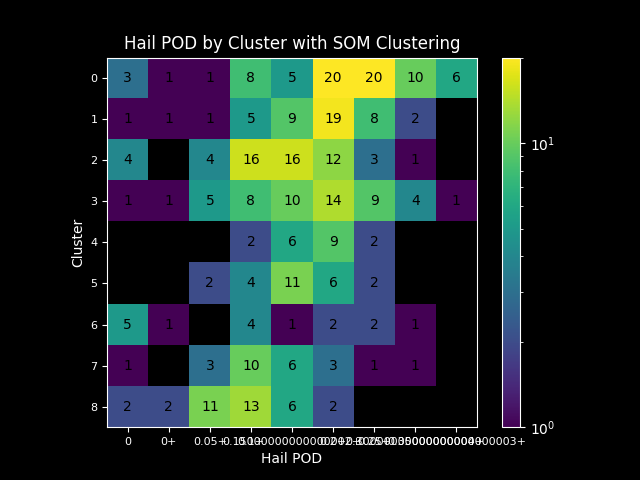 Hail POD by Cluster with SOM Clustering
0 3 1 1 8 5 20 20 10 6
1 1 1 1 5 9 19 8 2
2 4 4 16 16 12 3 1
3 1 1 5 8 10 14 9 4 1
4 2 6 9 2
5 2 4 11 6 2
6 5 1 4 1 2 2 1
7 1 3 10 6 3 1 1
8 2 2 11 13 6 2
0 0+ 0.05+
Hail POD
Cluster
10¹
10⁰